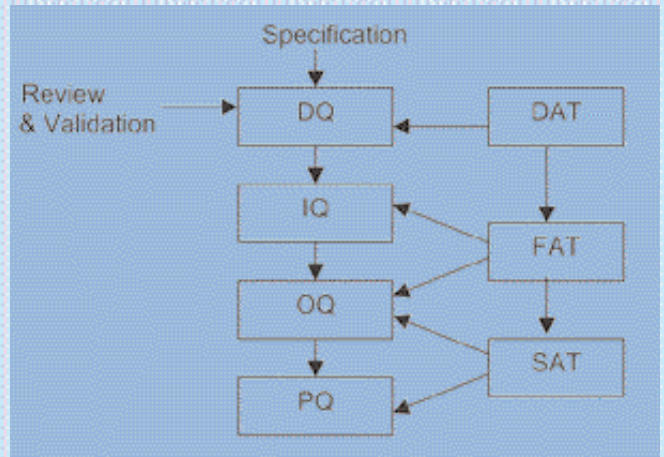 Specification
Review
& Validation
DQ
DAT
IQ
FAT
OQ
SAT
PQ